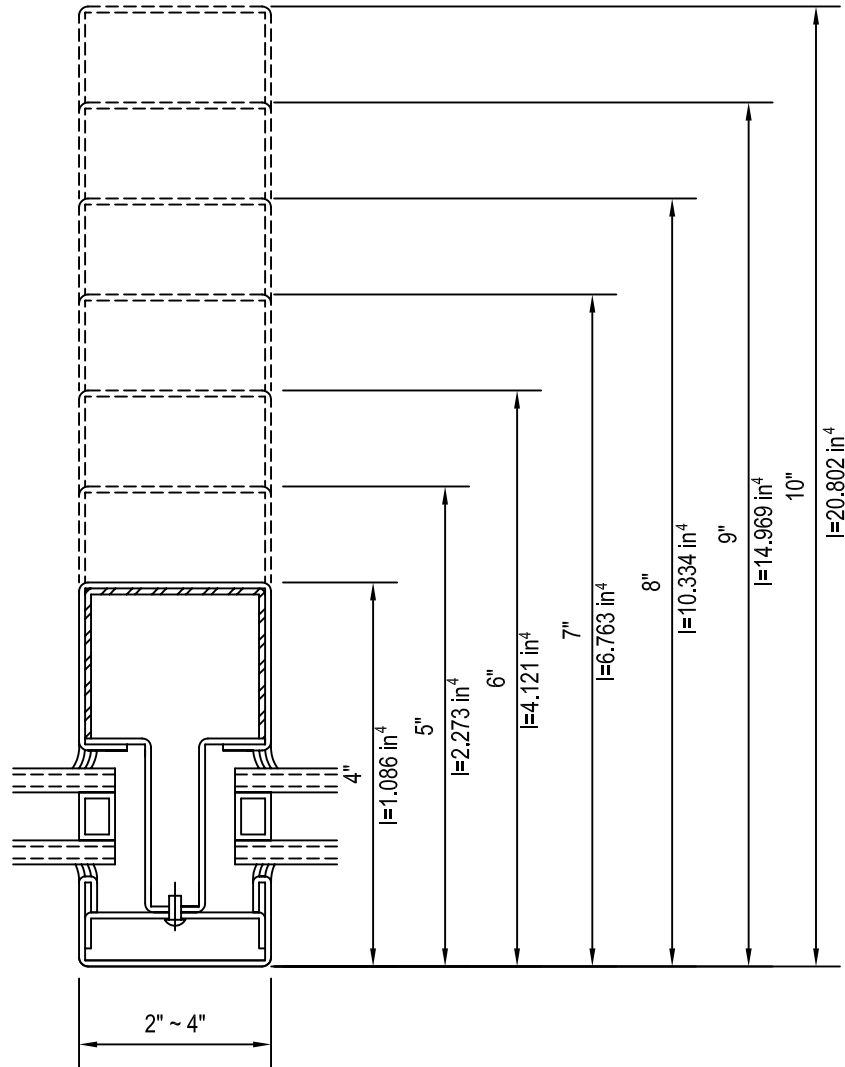 4"
I=1.086 in⁴
5"
I=2.273 in⁴
6"
I=4.121 in⁴
7"
I=6.763 in⁴
8"
I=10.334 in⁴
9"
I=14.969 in⁴
10"
I=20.802 in⁴
2" ~ 4"